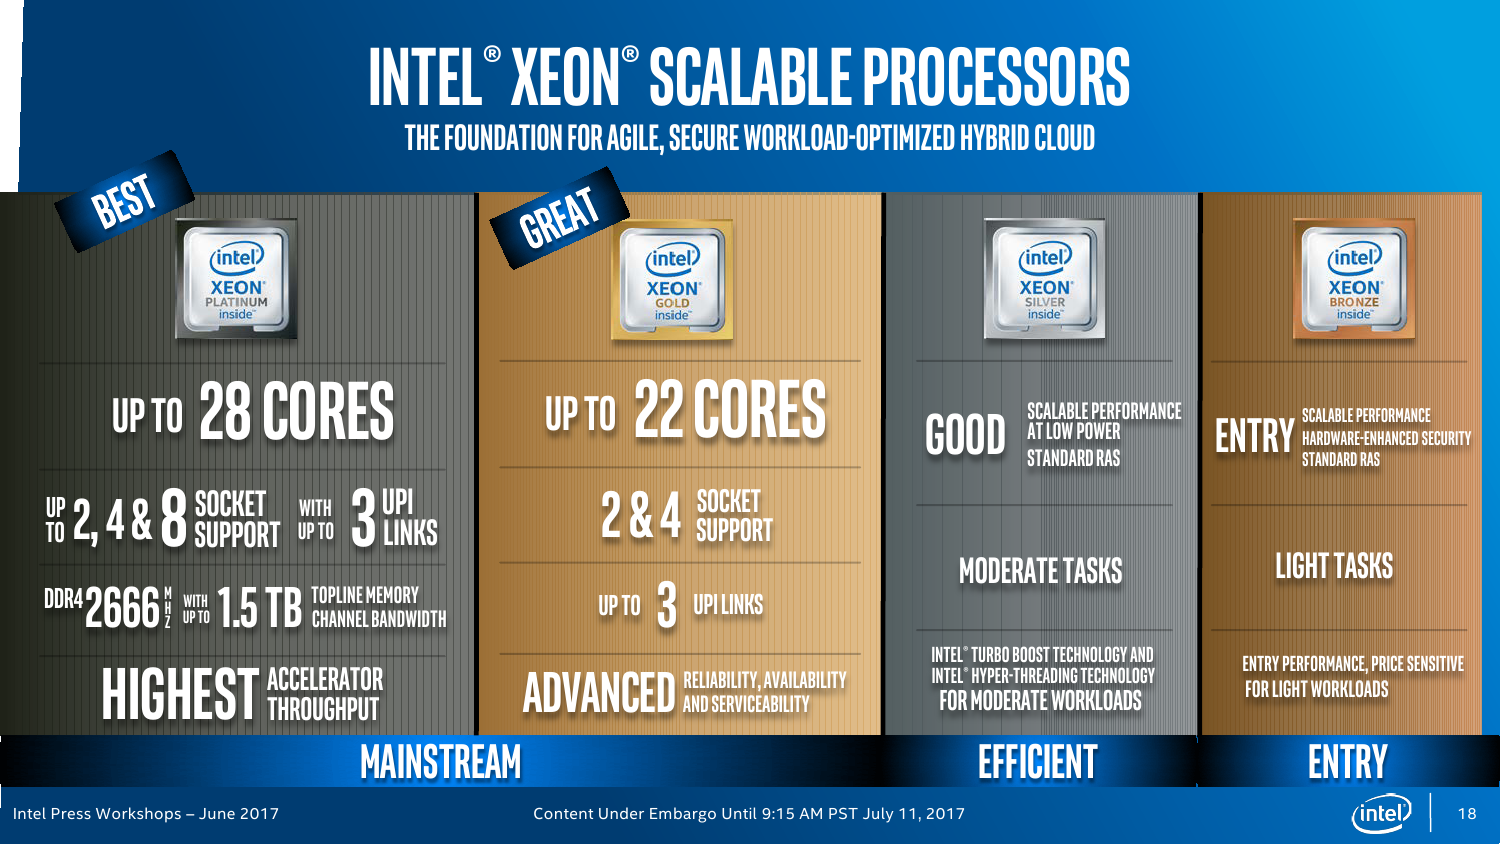 INTEL® XEON® SCALABLE PROCESSORS
THE FOUNDATION FOR AGILE, SECURE WORKLOAD-OPTIMIZED HYBRID CLOUD
BEST
intel®
XEON®
PLATINUM
inside™
UP TO 28 CORES
UP TO 2, 4 & 8 SOCKET SUPPORT WITH UP TO 3 UPI LINKS
DDR4 2666 MHZ WITH UP TO 1.5 TB TOPLINE MEMORY CHANNEL BANDWIDTH
HIGHEST ACCELERATOR THROUGHPUT
GREAT
intel®
XEON®
GOLD
inside™
UP TO 22 CORES
2 & 4 SOCKET SUPPORT
UP TO 3 UPI LINKS
ADVANCED RELIABILITY, AVAILABILITY AND SERVICEABILITY
MAINSTREAM
intel®
XEON®
SILVER
inside™
GOOD
SCALABLE PERFORMANCE
AT LOW POWER
STANDARD RAS
MODERATE TASKS
INTEL® TURBO BOOST TECHNOLOGY AND
INTEL® HYPER-THREADING TECHNOLOGY
FOR MODERATE WORKLOADS
EFFICIENT
intel®
XEON®
BRONZE
inside™
ENTRY
SCALABLE PERFORMANCE
HARDWARE-ENHANCED SECURITY
STANDARD RAS
LIGHT TASKS
ENTRY PERFORMANCE, PRICE SENSITIVE
FOR LIGHT WORKLOADS
ENTRY
Intel Press Workshops – June 2017
Content Under Embargo Until 9:15 AM PST July 11, 2017
intel®
18